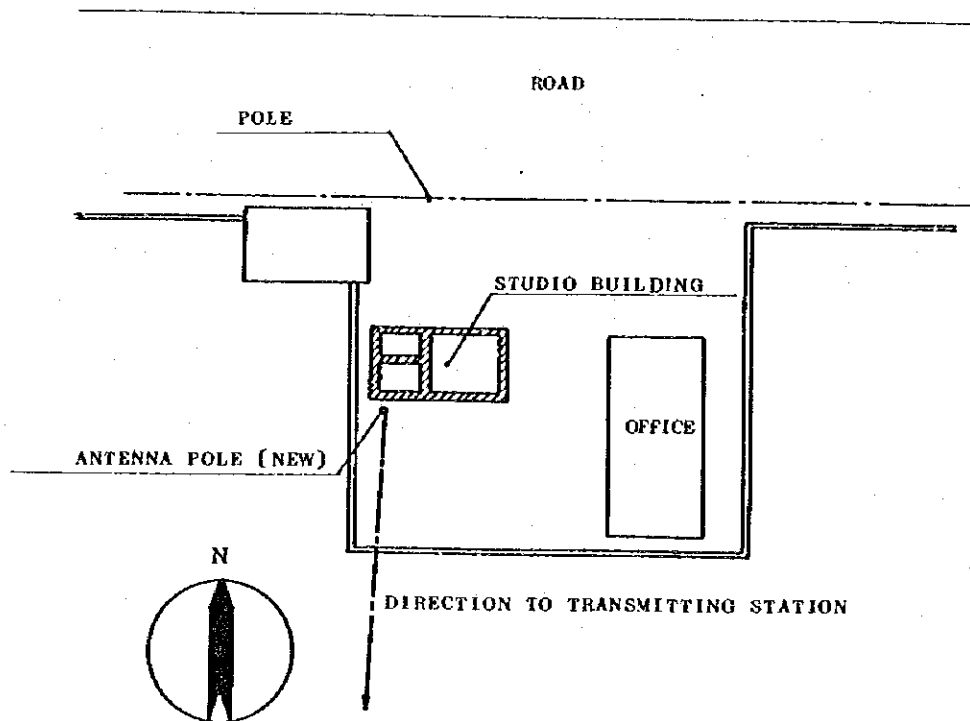 ROAD
POLE
STUDIO BUILDING
OFFICE
ANTENNA POLE (NEW)
N
DIRECTION TO TRANSMITTING STATION